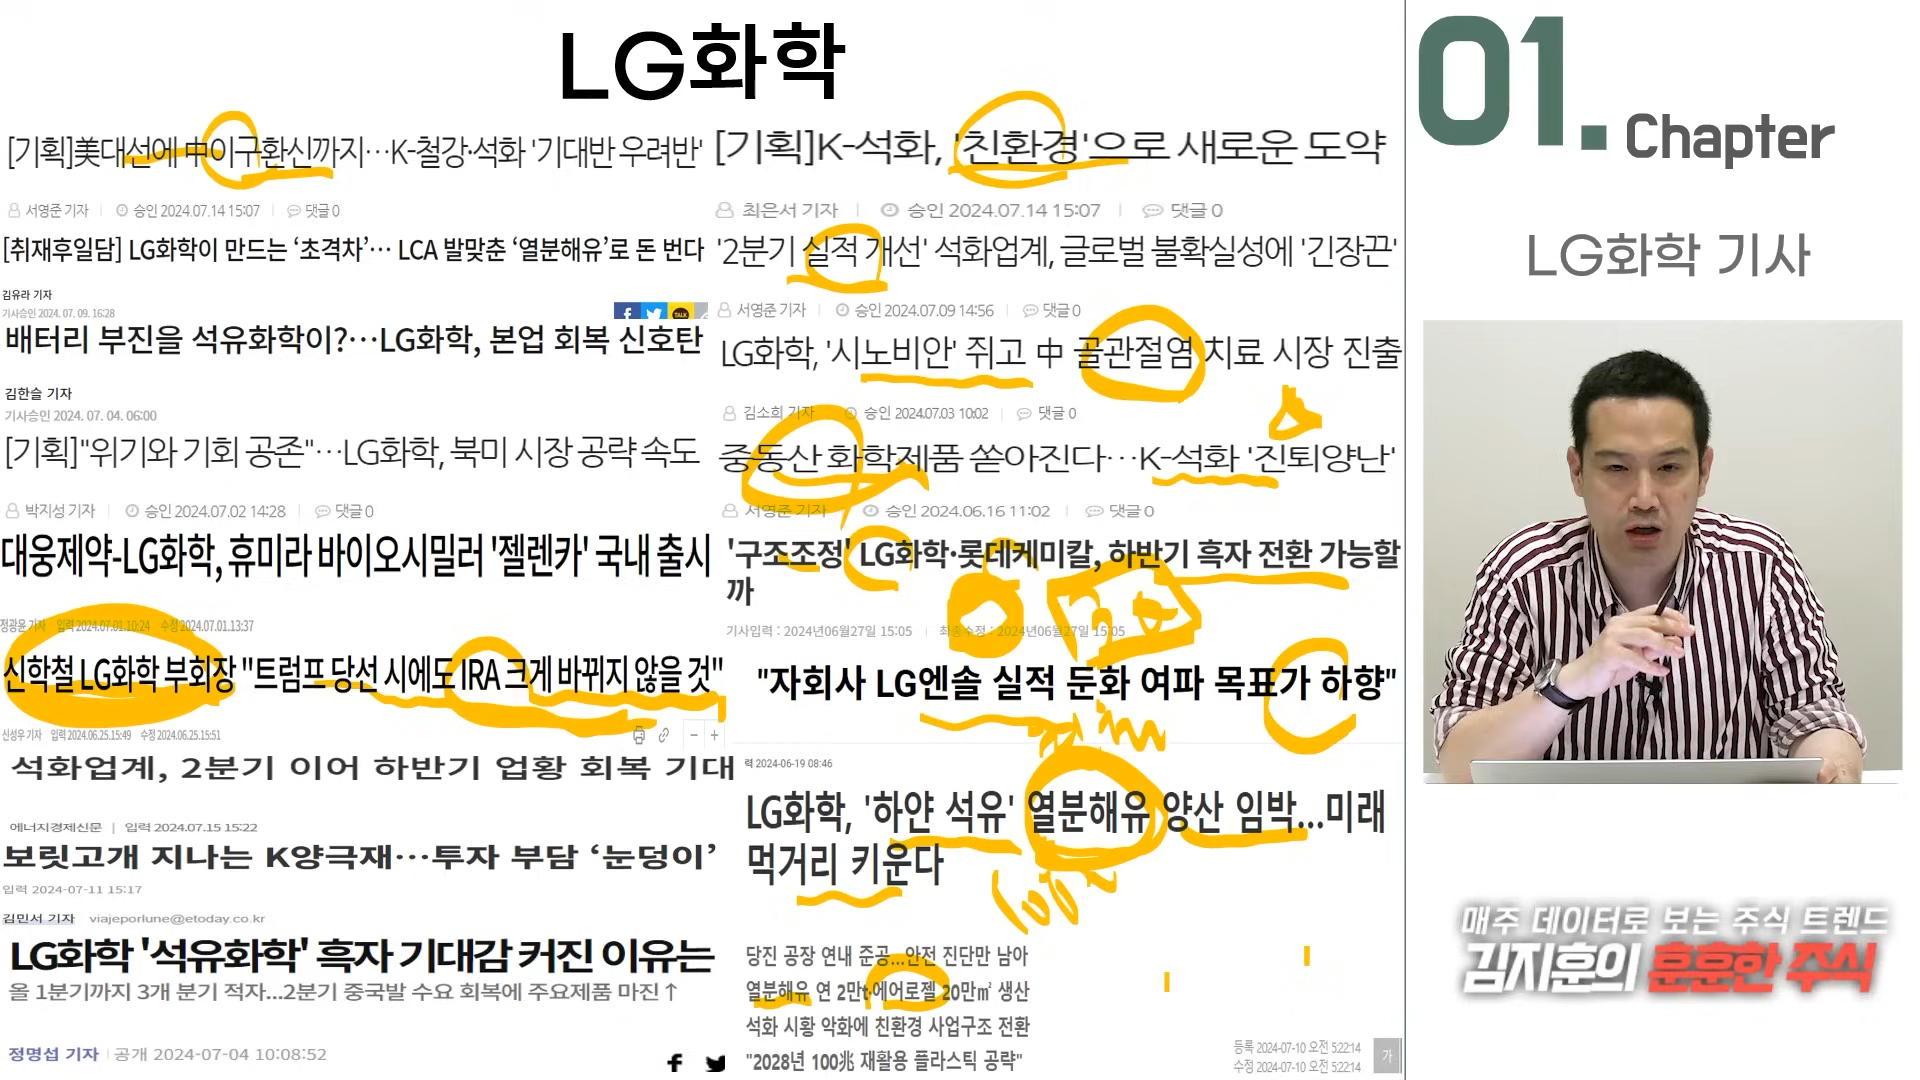 LG화학
[기획]美대선에 中이구환신까지…K-철강·석화 '기대반 우려반'
서영준 기자 | 승인 2024.07.14 15:07 | 댓글 0
[취재후일담] LG화학이 만드는 ‘초격차’… LCA 발맞춘 ‘열분해유’로 돈 번다
김유라 기자
기사승인 2024. 07. 09. 16:28
배터리 부진을 석유화학이?…LG화학, 본업 회복 신호탄
김한슬 기자
기사승인 2024. 07. 04. 06:00
[기획]"위기와 기회 공존"…LG화학, 북미 시장 공략 속도
박지성 기자 | 승인 2024.07.02 14:28 | 댓글 0
대웅제약-LG화학, 휴미라 바이오시밀러 '젤렌카' 국내 출시
정광윤 기자 입력 2024.07.01.10:24 수정 2024.07.01.13:37
신학철 LG화학 부회장 "트럼프 당선 시에도 IRA 크게 바뀌지 않을 것"
신성우 기자 입력 2024.06.25.15:49 수정 2024.06.25.15:51
석화업계, 2분기 이어 하반기 업황 회복 기대
에너지경제신문 | 입력 2024.07.15 15:22
보릿고개 지나는 K양극재…투자 부담 ‘눈덩이’
입력 2024-07-11 15:17
김민서 기자 viajeporlune@etoday.co.kr
LG화학 '석유화학' 흑자 기대감 커진 이유는
올 1분기까지 3개 분기 적자...2분기 중국발 수요 회복에 주요제품 마진↑
정명섭 기자 | 공개 2024-07-04 10:08:52
[기획]K-석화, '친환경'으로 새로운 도약
최은서 기자 | 승인 2024.07.14 15:07 | 댓글 0
'2분기 실적 개선' 석화업계, 글로벌 불확실성에 '긴장끈'
서영준 기자 | 승인 2024.07.09 14:56 | 댓글 0
LG화학, '시노비안' 쥐고 中 골관절염 치료 시장 진출
김소희 기자 승인 2024.07.03 10:02 | 댓글 0
중동산 화학제품 쏟아진다…K-석화 '진퇴양난'
서영준 기자 승인 2024.06.16 11:02 | 댓글 0
'구조조정' LG화학·롯데케미칼, 하반기 흑자 전환 가능할
까
기사입력 : 2024년06월27일 15:05 | 최종수정 : 2024년06월27일 15:05
"자회사 LG엔솔 실적 둔화 여파 목표가 하향"
력 2024-06-19 08:46
LG화학, '하얀 석유' 열분해유 양산 임박...미래
먹거리 키운다
당진 공장 연내 준공...안전 진단만 남아
열분해유 연 2만t·에어로젤 20만㎡ 생산
석화 시황 악화에 친환경 사업구조 전환
"2028년 100兆 재활용 플라스틱 공략"
등록 2024-07-10 오전 5:22:14
수정 2024-07-10 오전 5:22:14
가
01. Chapter
LG화학 기사
매주 데이터로 보는 주식 트렌드
김지훈의 훈훈한 주식